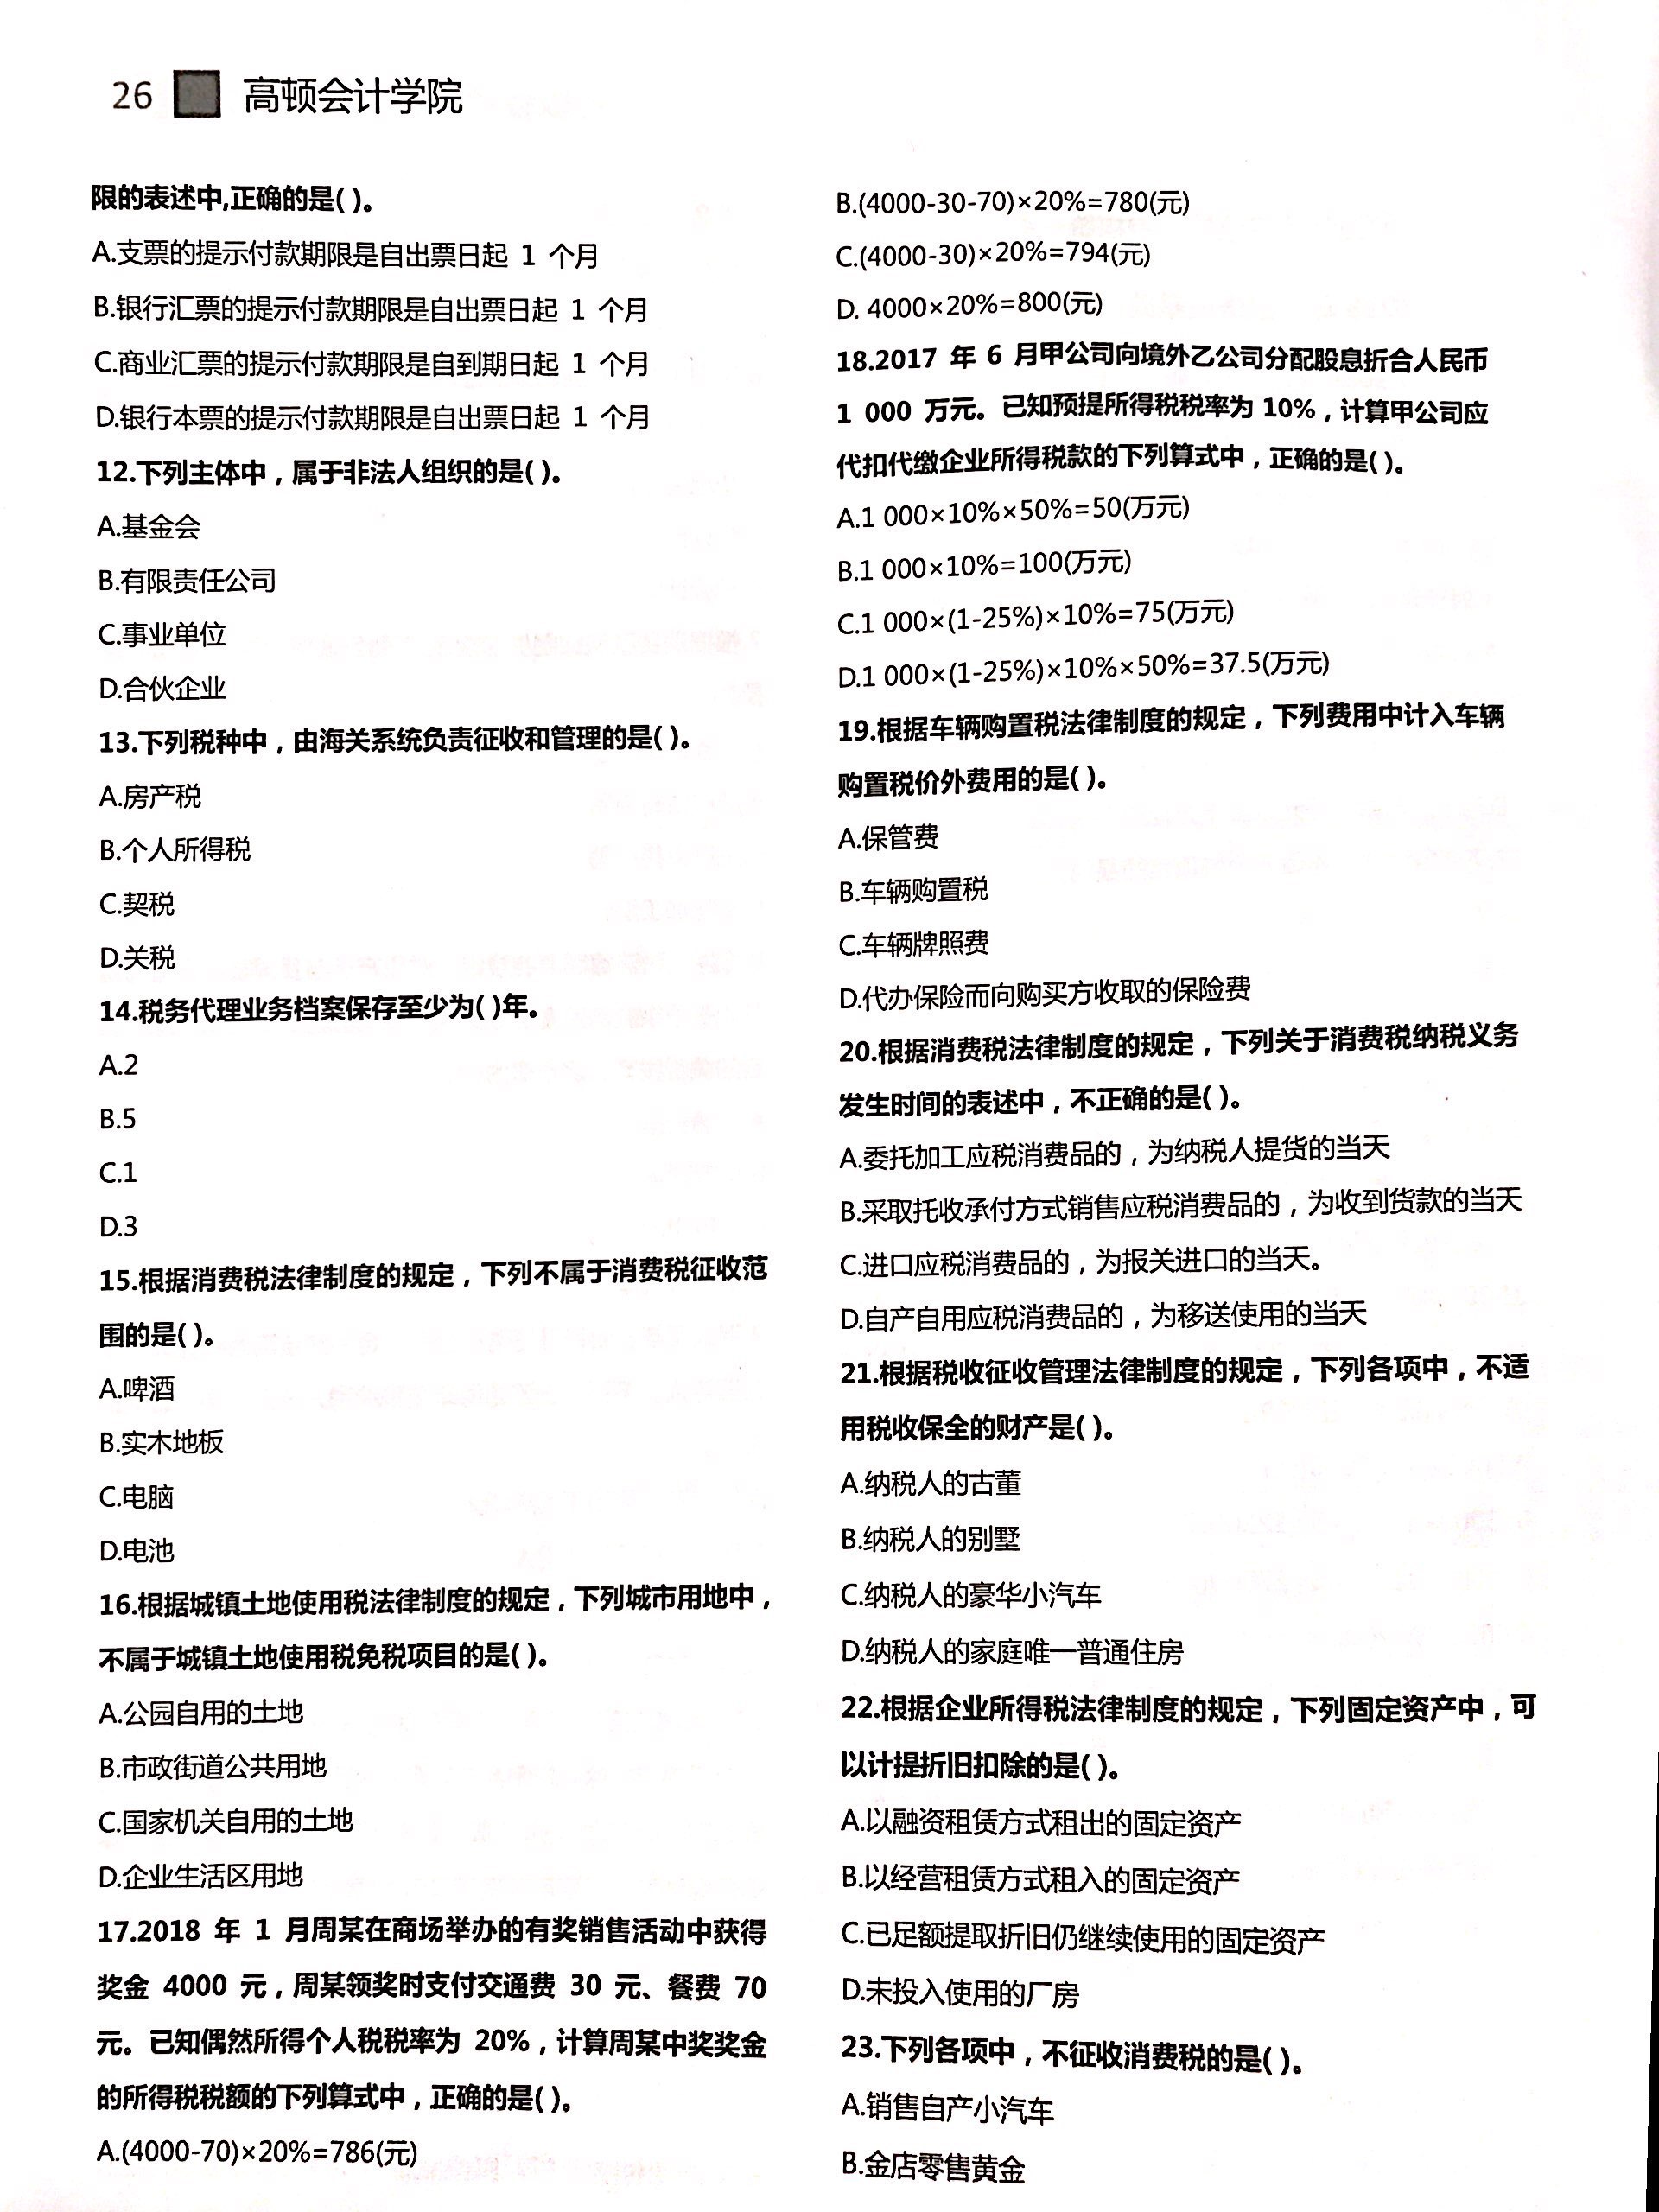 26 高顿会计学院
限的表述中,正确的是( )。
A.支票的提示付款期限是自出票日起 1 个月
B.银行汇票的提示付款期限是自出票日起 1 个月
C.商业汇票的提示付款期限是自到期日起 1 个月
D.银行本票的提示付款期限是自出票日起 1 个月
12.下列主体中，属于非法人组织的是( )。
A.基金会
B.有限责任公司
C.事业单位
D.合伙企业
13.下列税种中，由海关系统负责征收和管理的是( )。
A.房产税
B.个人所得税
C.契税
D.关税
14.税务代理业务档案保存至少为( )年。
A.2
B.5
C.1
D.3
15.根据消费税法律制度的规定，下列不属于消费税征收范
围的是( )。
A.啤酒
B.实木地板
C.电脑
D.电池
16.根据城镇土地使用税法律制度的规定，下列城市用地中，
不属于城镇土地使用税免税项目的是( )。
A.公园自用的土地
B.市政街道公共用地
C.国家机关自用的土地
D.企业生活区用地
17.2018 年 1 月周某在商场举办的有奖销售活动中获得
奖金 4000 元，周某领奖时支付交通费 30 元、餐费 70
元。已知偶然所得个人税税率为 20%，计算周某中奖奖金
的所得税税额的下列算式中，正确的是( )。
A.(4000-70)×20%=786(元)
B.(4000-30-70)×20%=780(元)
C.(4000-30)×20%=794(元)
D. 4000×20%=800(元)
18.2017 年 6 月甲公司向境外乙公司分配股息折合人民币
1 000 万元。已知预提所得税税率为 10%，计算甲公司应
代扣代缴企业所得税款的下列算式中，正确的是( )。
A.1 000×10%×50%=50(万元)
B.1 000×10%=100(万元)
C.1 000×(1-25%)×10%=75(万元)
D.1 000×(1-25%)×10%×50%=37.5(万元)
19.根据车辆购置税法律制度的规定，下列费用中计入车辆
购置税价外费用的是( )。
A.保管费
B.车辆购置税
C.车辆牌照费
D.代办保险而向购买方收取的保险费
20.根据消费税法律制度的规定，下列关于消费税纳税义务
发生时间的表述中，不正确的是( )。
A.委托加工应税消费品的，为纳税人提货的当天
B.采取托收承付方式销售应税消费品的，为收到货款的当天
C.进口应税消费品的，为报关进口的当天。
D.自产自用应税消费品的，为移送使用的当天
21.根据税收征收管理法律制度的规定，下列各项中，不适
用税收保全的财产是( )。
A.纳税人的古董
B.纳税人的别墅
C.纳税人的豪华小汽车
D.纳税人的家庭唯一普通住房
22.根据企业所得税法律制度的规定，下列固定资产中，可
以计提折旧扣除的是( )。
A.以融资租赁方式租出的固定资产
B.以经营租赁方式租入的固定资产
C.已足额提取折旧仍继续使用的固定资产
D.未投入使用的厂房
23.下列各项中，不征收消费税的是( )。
A.销售自产小汽车
B.金店零售黄金